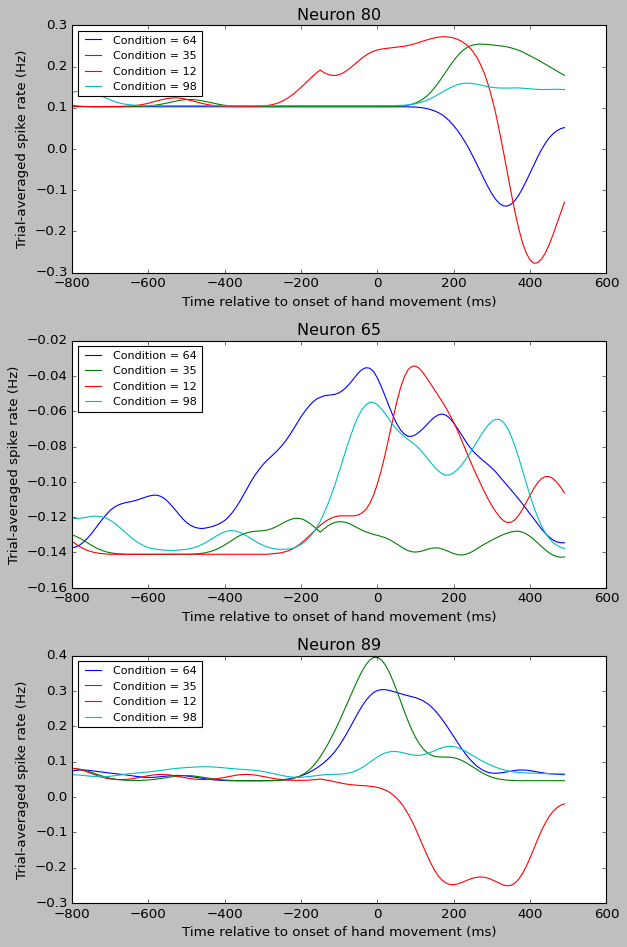 Neuron 80
Trial-averaged spike rate (Hz)
0.3
0.2
0.1
0.0
−0.1
−0.2
−0.3
Condition = 64
Condition = 35
Condition = 12
Condition = 98
−800 −600 −400 −200 0 200 400 600
Time relative to onset of hand movement (ms)
Neuron 65
Trial-averaged spike rate (Hz)
−0.02
−0.04
−0.06
−0.08
−0.10
−0.12
−0.14
−0.16
Condition = 64
Condition = 35
Condition = 12
Condition = 98
−800 −600 −400 −200 0 200 400 600
Time relative to onset of hand movement (ms)
Neuron 89
Trial-averaged spike rate (Hz)
0.4
0.3
0.2
0.1
0.0
−0.1
−0.2
−0.3
Condition = 64
Condition = 35
Condition = 12
Condition = 98
−800 −600 −400 −200 0 200 400 600
Time relative to onset of hand movement (ms)